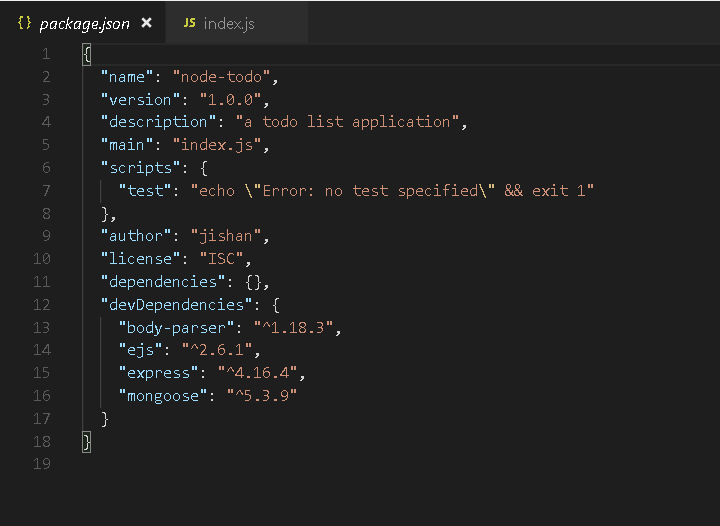 {} package.json × JS index.js
1 {
2 "name": "node-todo",
3 "version": "1.0.0",
4 "description": "a todo list application",
5 "main": "index.js",
6 "scripts": {
7 "test": "echo \"Error: no test specified\" && exit 1"
8 },
9 "author": "jishan",
10 "license": "ISC",
11 "dependencies": {},
12 "devDependencies": {
13 "body-parser": "^1.18.3",
14 "ejs": "^2.6.1",
15 "express": "^4.16.4",
16 "mongoose": "^5.3.9"
17 }
18 }
19